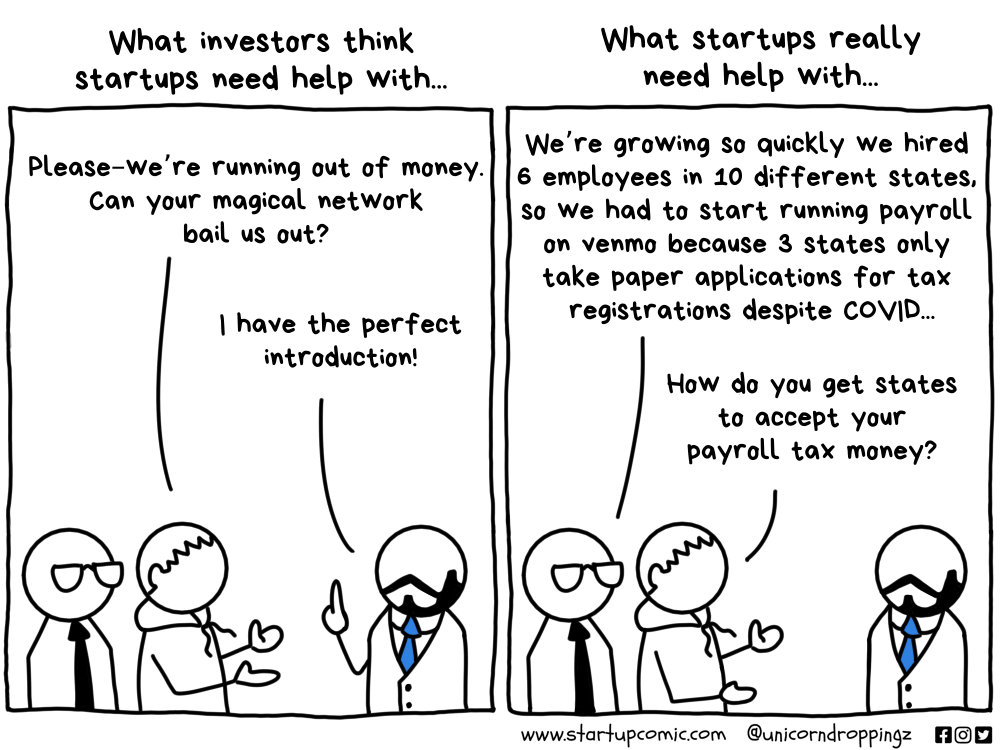 What investors think
startups need help with...
Please-we're running out of money.
Can your magical network
bail us out?
I have the perfect
introduction!
What startups really
need help with...
We're growing so quickly we hired
6 employees in 10 different states,
so we had to start running payroll
on venmo because 3 states only
take paper applications for tax
registrations despite COVID...
How do you get states
to accept your
payroll tax money?
www.startupcomic.com @unicorndroppingz